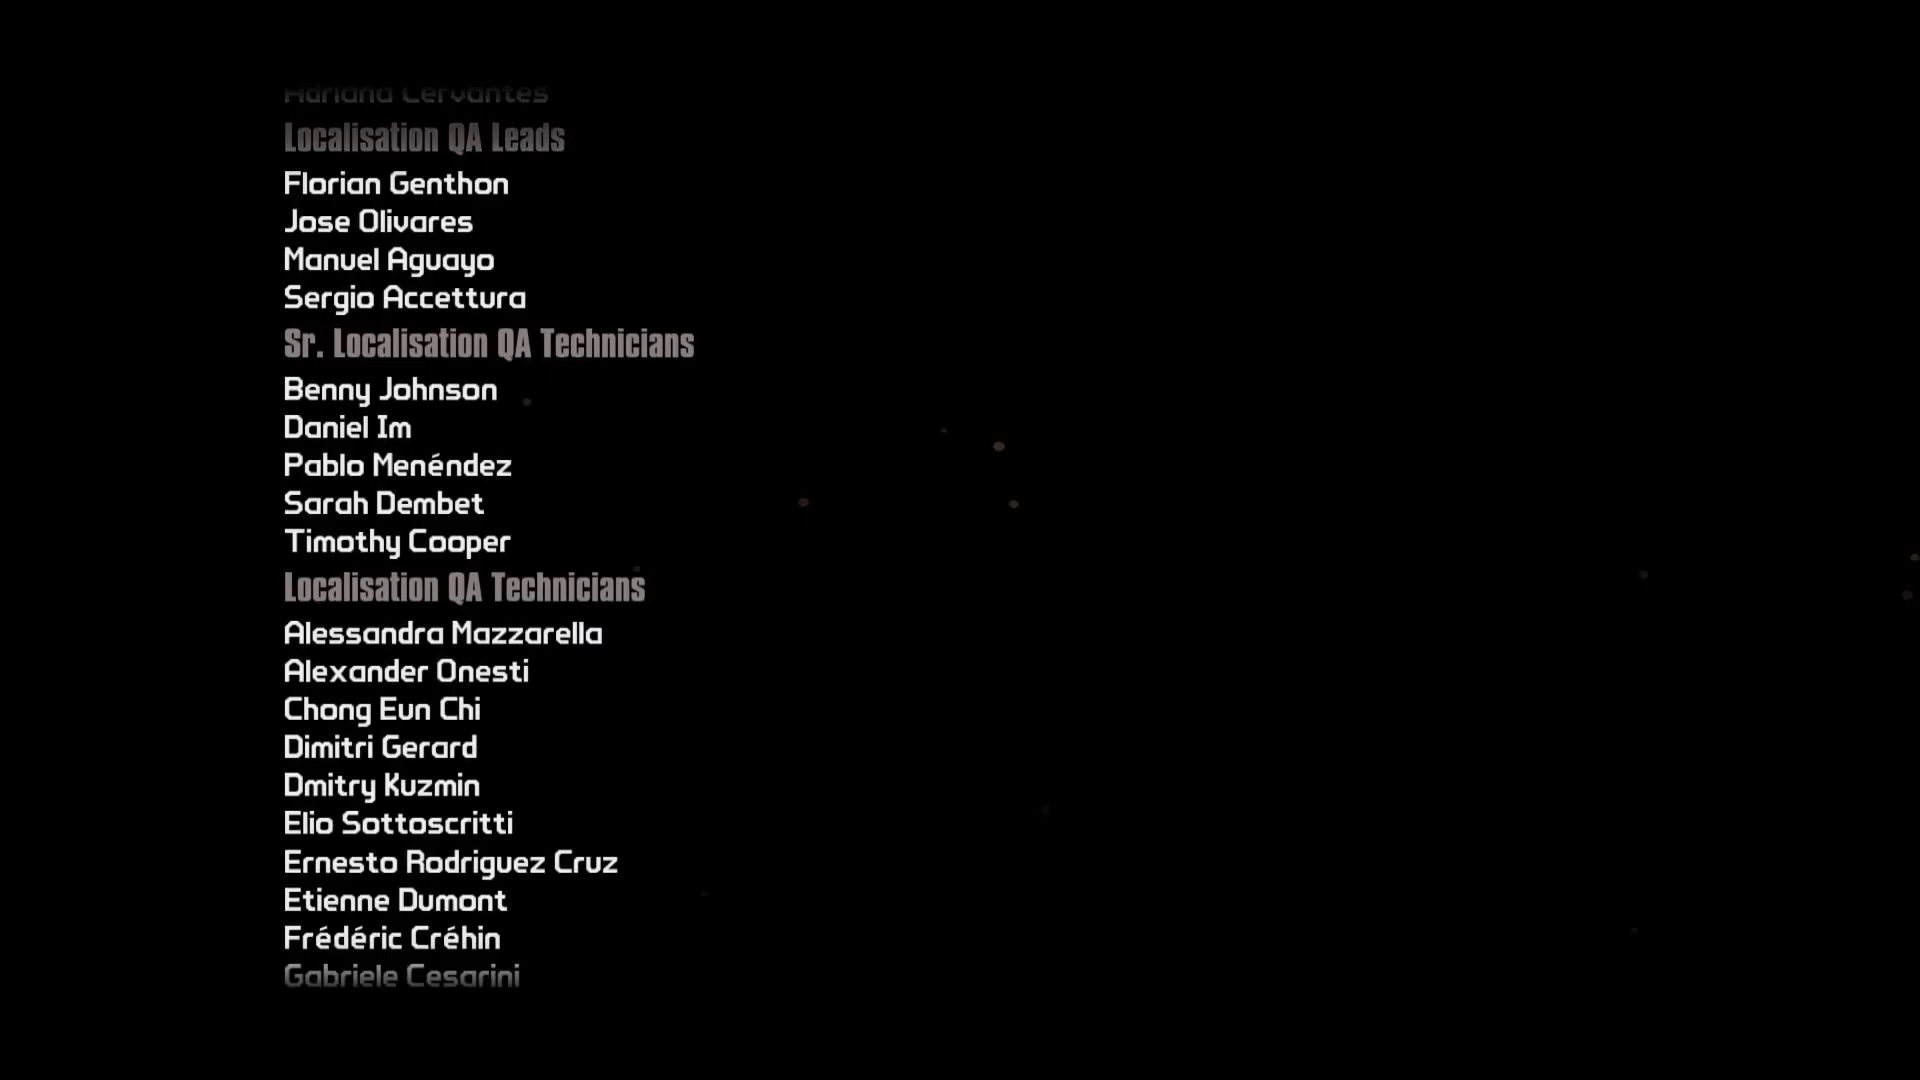 Adriana Cervantes
Localisation QA Leads
Florian Genthon
Jose Olivares
Manuel Aguayo
Sergio Accettura
Sr. Localisation QA Technicians
Benny Johnson
Daniel Im
Pablo Menéndez
Sarah Dembet
Timothy Cooper
Localisation QA Technicians
Alessandra Mazzarella
Alexander Onesti
Chong Eun Chi
Dimitri Gerard
Dmitry Kuzmin
Elio Sottoscritti
Ernesto Rodriguez Cruz
Etienne Dumont
Frédéric Créhin
Gabriele Cesarini